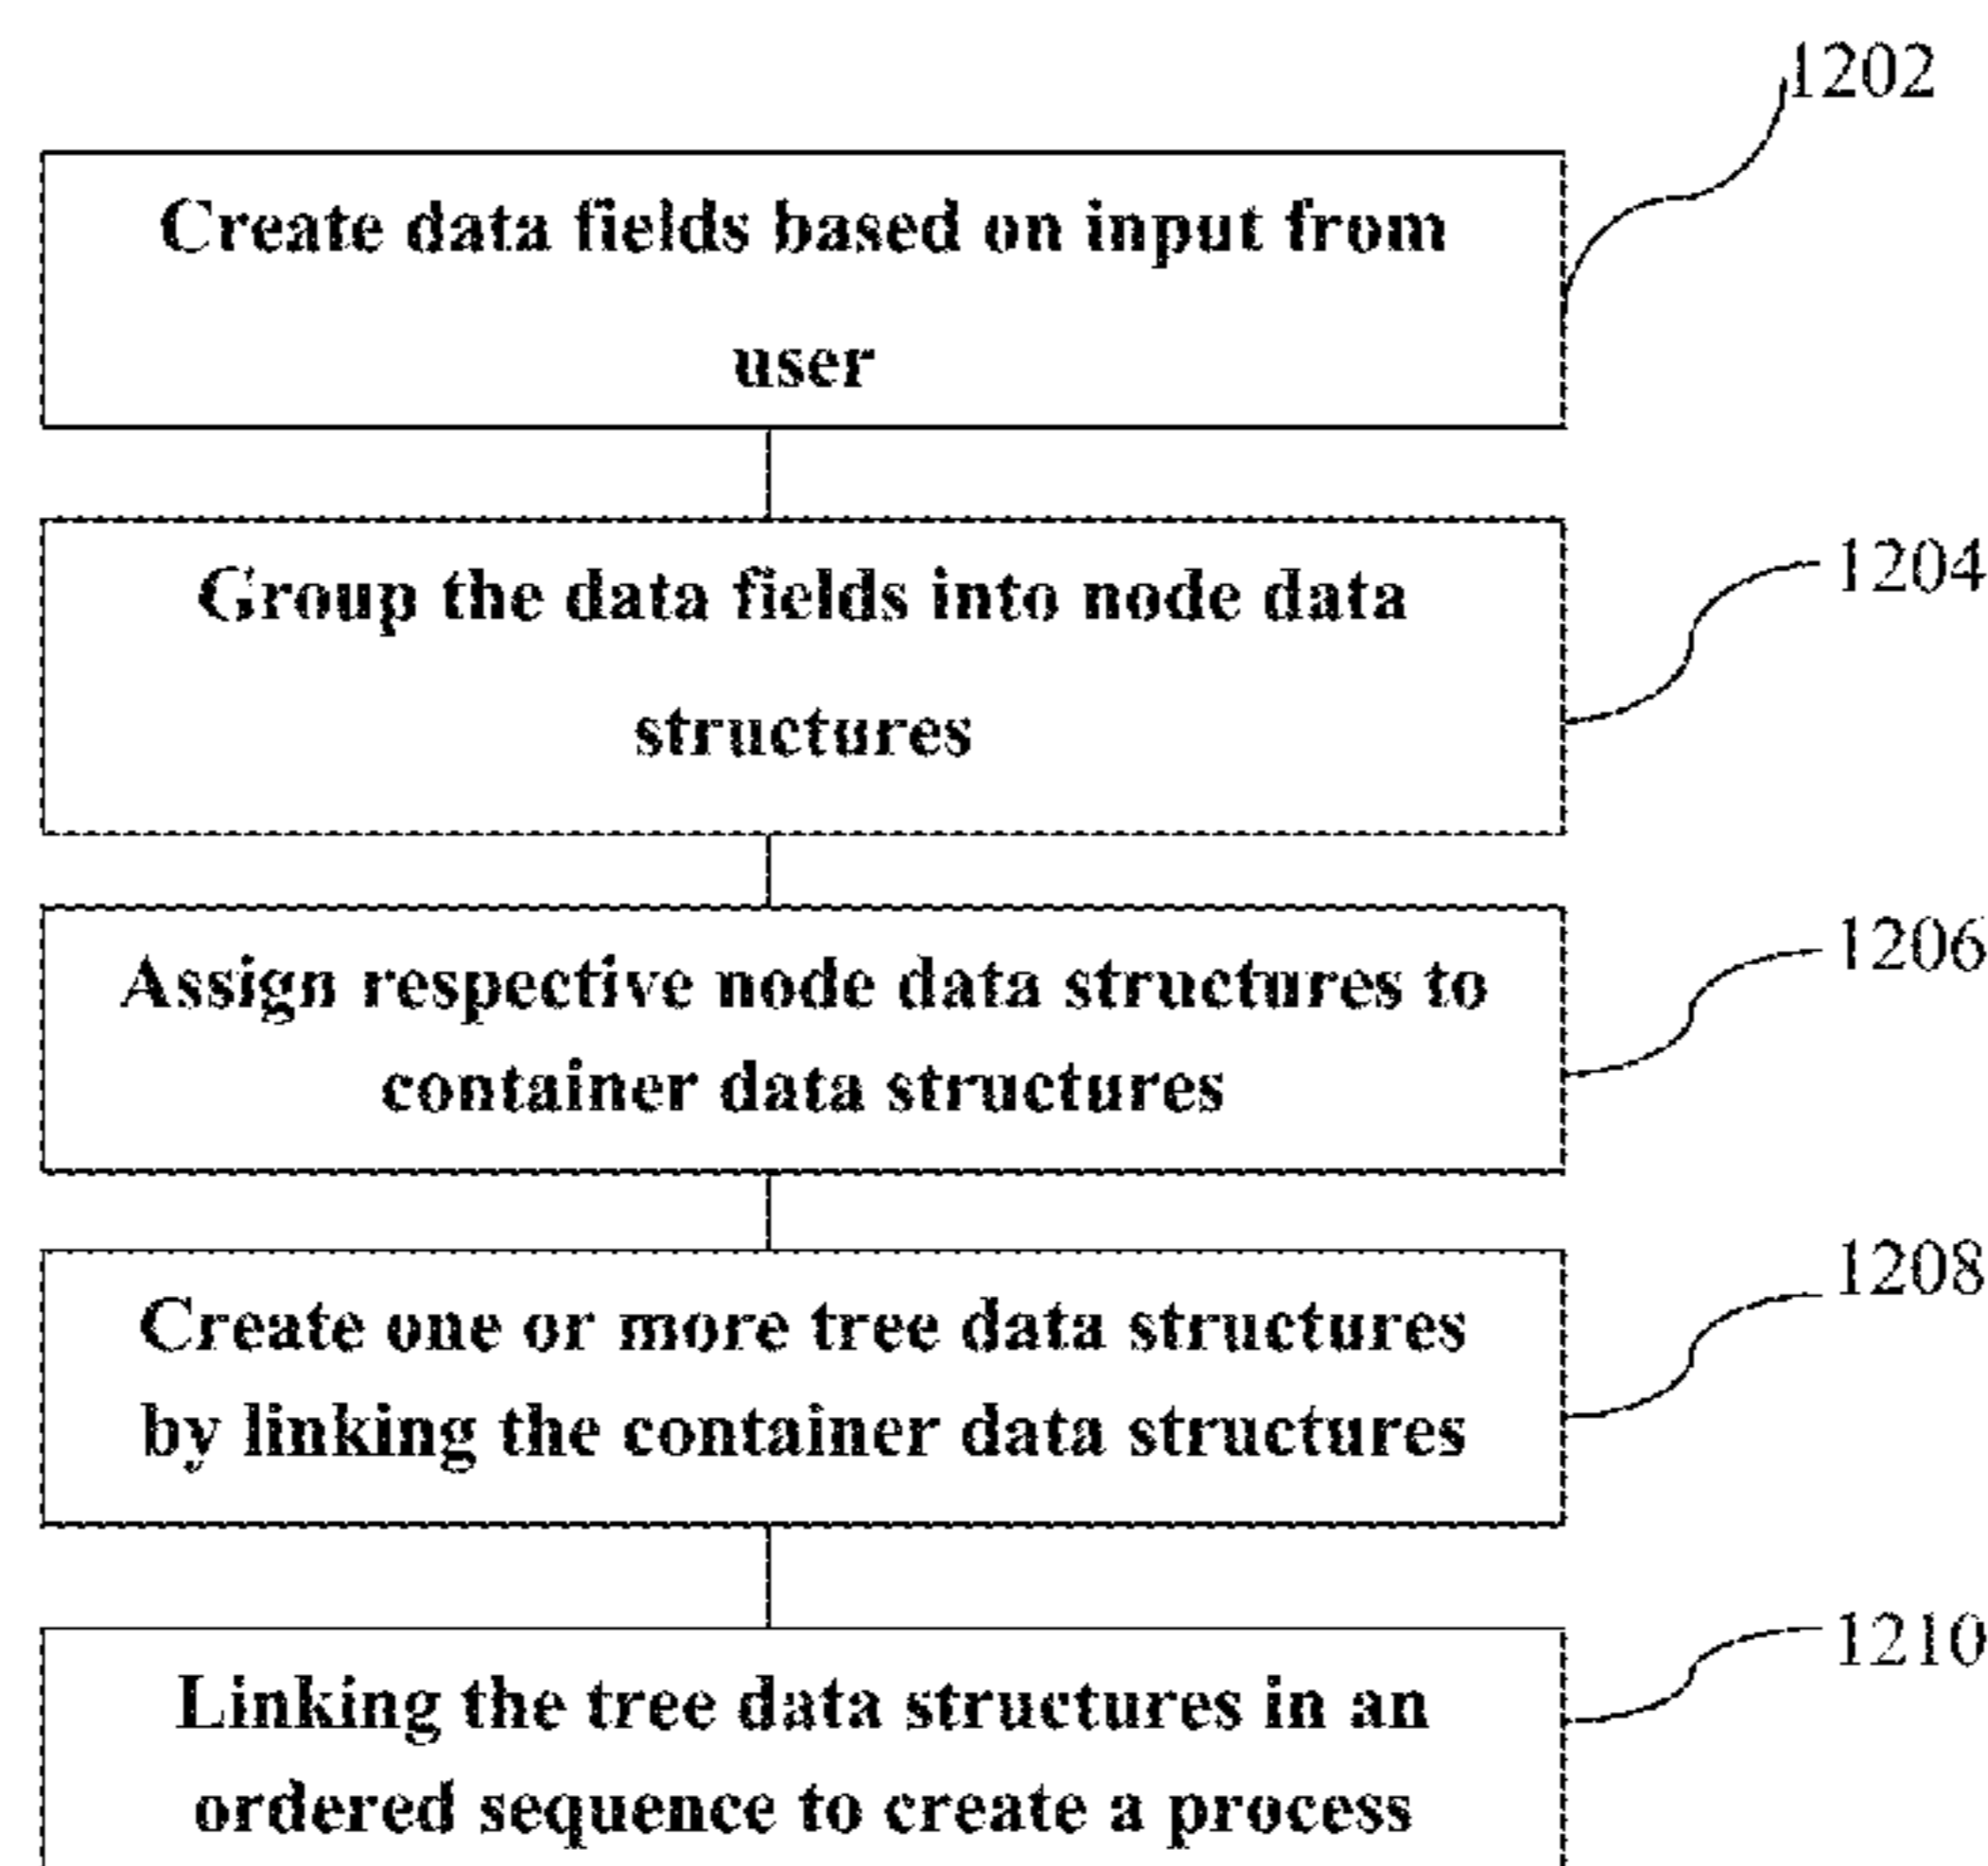 1202
Create data fields based on input from
user
1204
Group the data fields into node data
structures
1206
Assign respective node data structures to
container data structures
1208
Create one or more tree data structures
by linking the container data structures
1210
Linking the tree data structures in an
ordered sequence to create a process